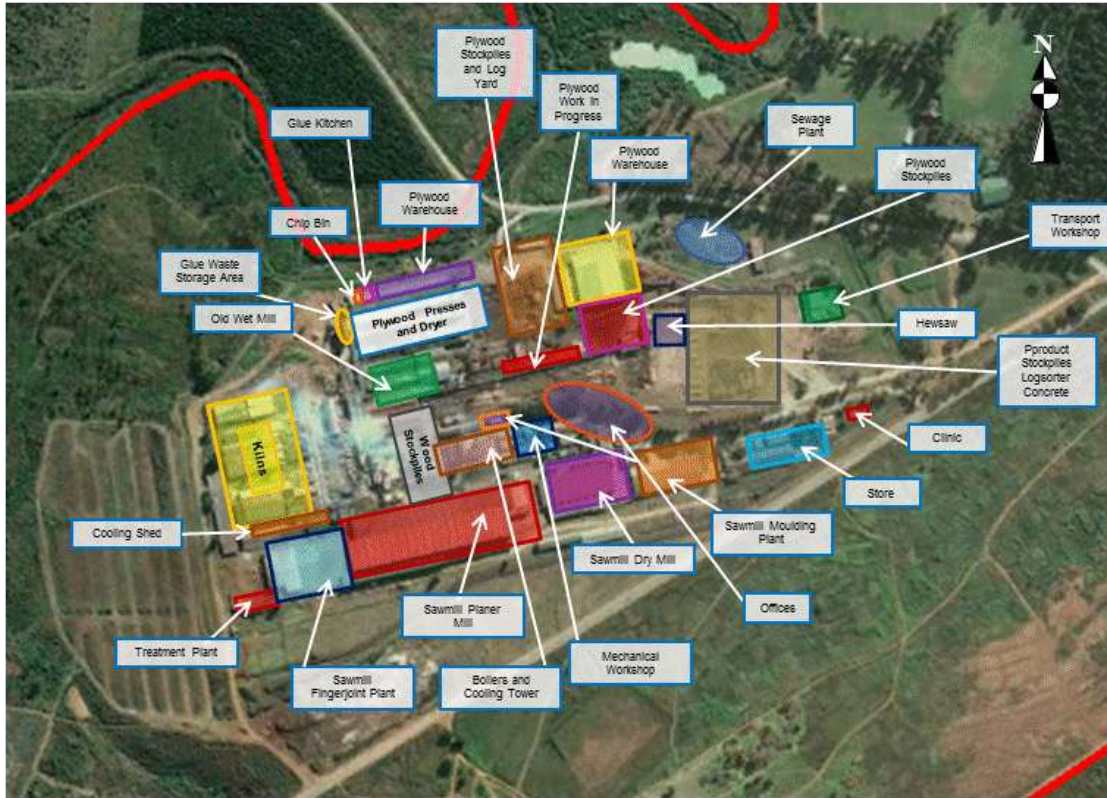 N
Plywood
Stockpiles
and Log
Yard
Plywood
Work In
Progress
Glue Kitchen
Sewage
Plant
Plywood
Warehouse
Plywood
Stockpiles
Plywood
Warehouse
Chip Bin
Transport
Workshop
Glue Waste
Storage Area
Old Wet Mill
Plywood Presses
and Dryer
Hewsaw
Pproduct
Stockpiles
Logsorter
Concrete
Kilns
Wood
Stockpiles
Clinic
Store
Cooling Shed
Sawmill Moulding
Plant
Sawmill Dry Mill
Sawmill Planer
Mill
Offices
Treatment Plant
Sawmill
Fingerjoint Plant
Boilers and
Cooling Tower
Mechanical
Workshop